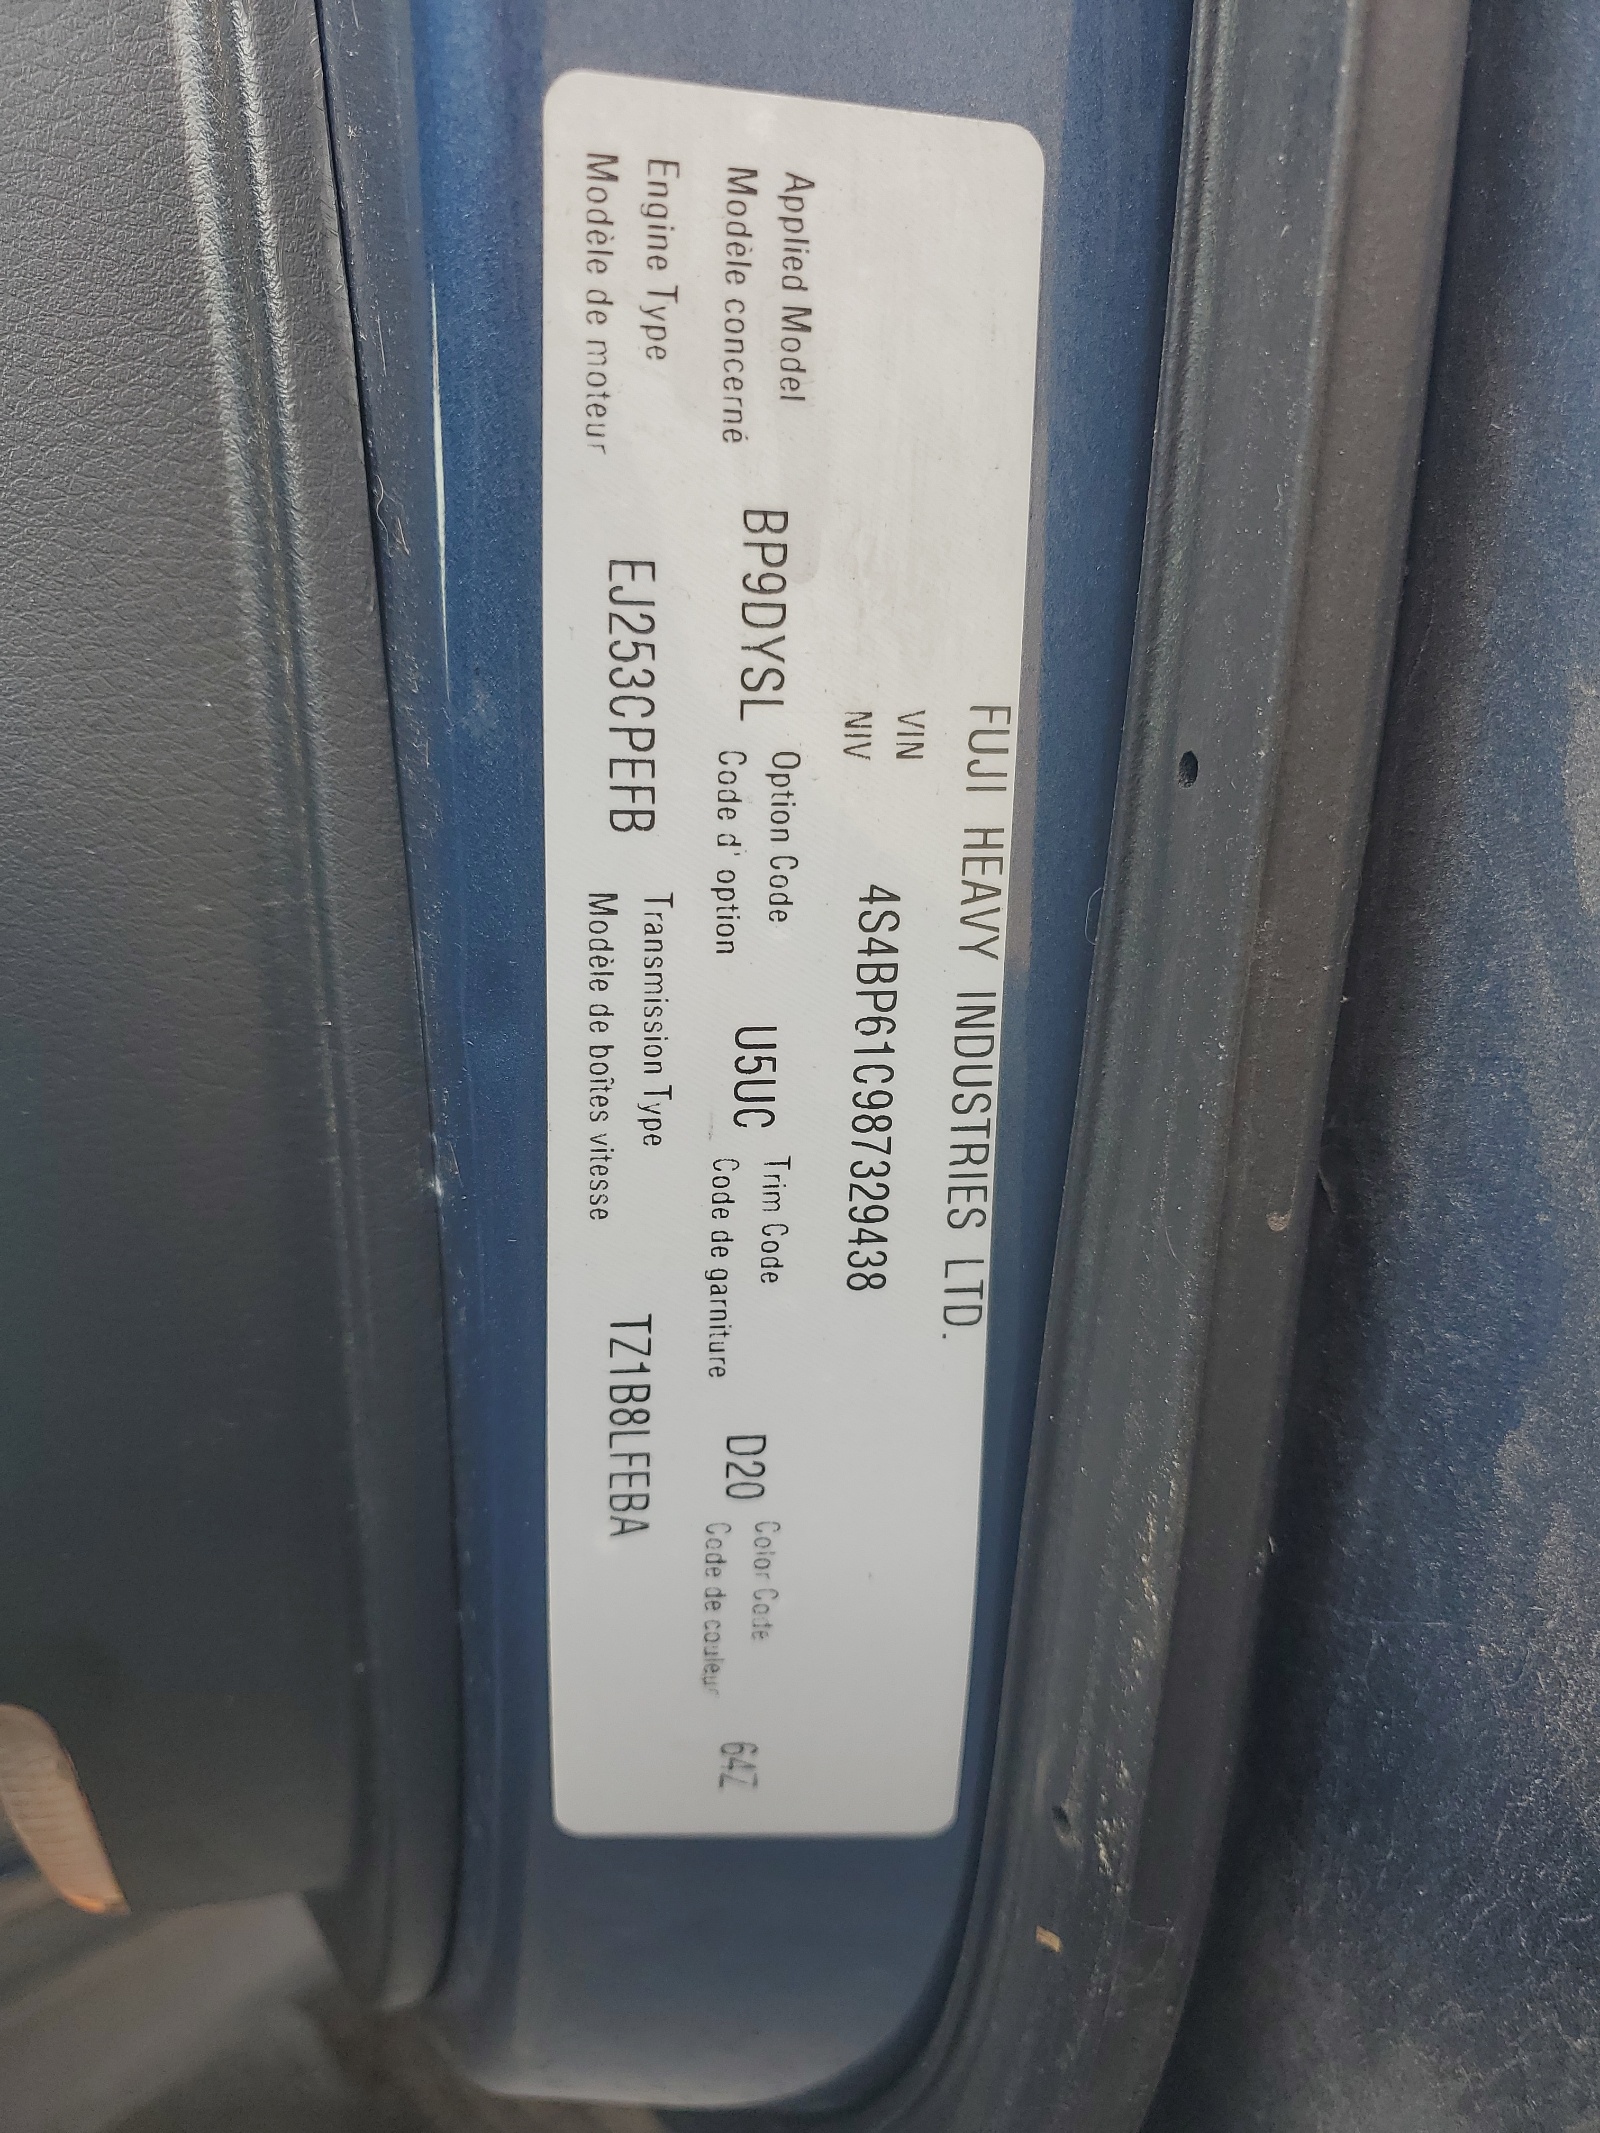 FUJI HEAVY INDUSTRIES LTD.
VIN
NIV 4S4BP61C987329438
Applied Model
Modèle concerné BP9DYSL
Option Code
Code d'option U5UC
Trim Code
Code de garniture D20
Color Code
Code de couleur 64Z
Engine Type
Modèle de moteur EJ253CPEFB
Transmission Type
Modèle de boîtes vitesse TZ1B8LFEBA